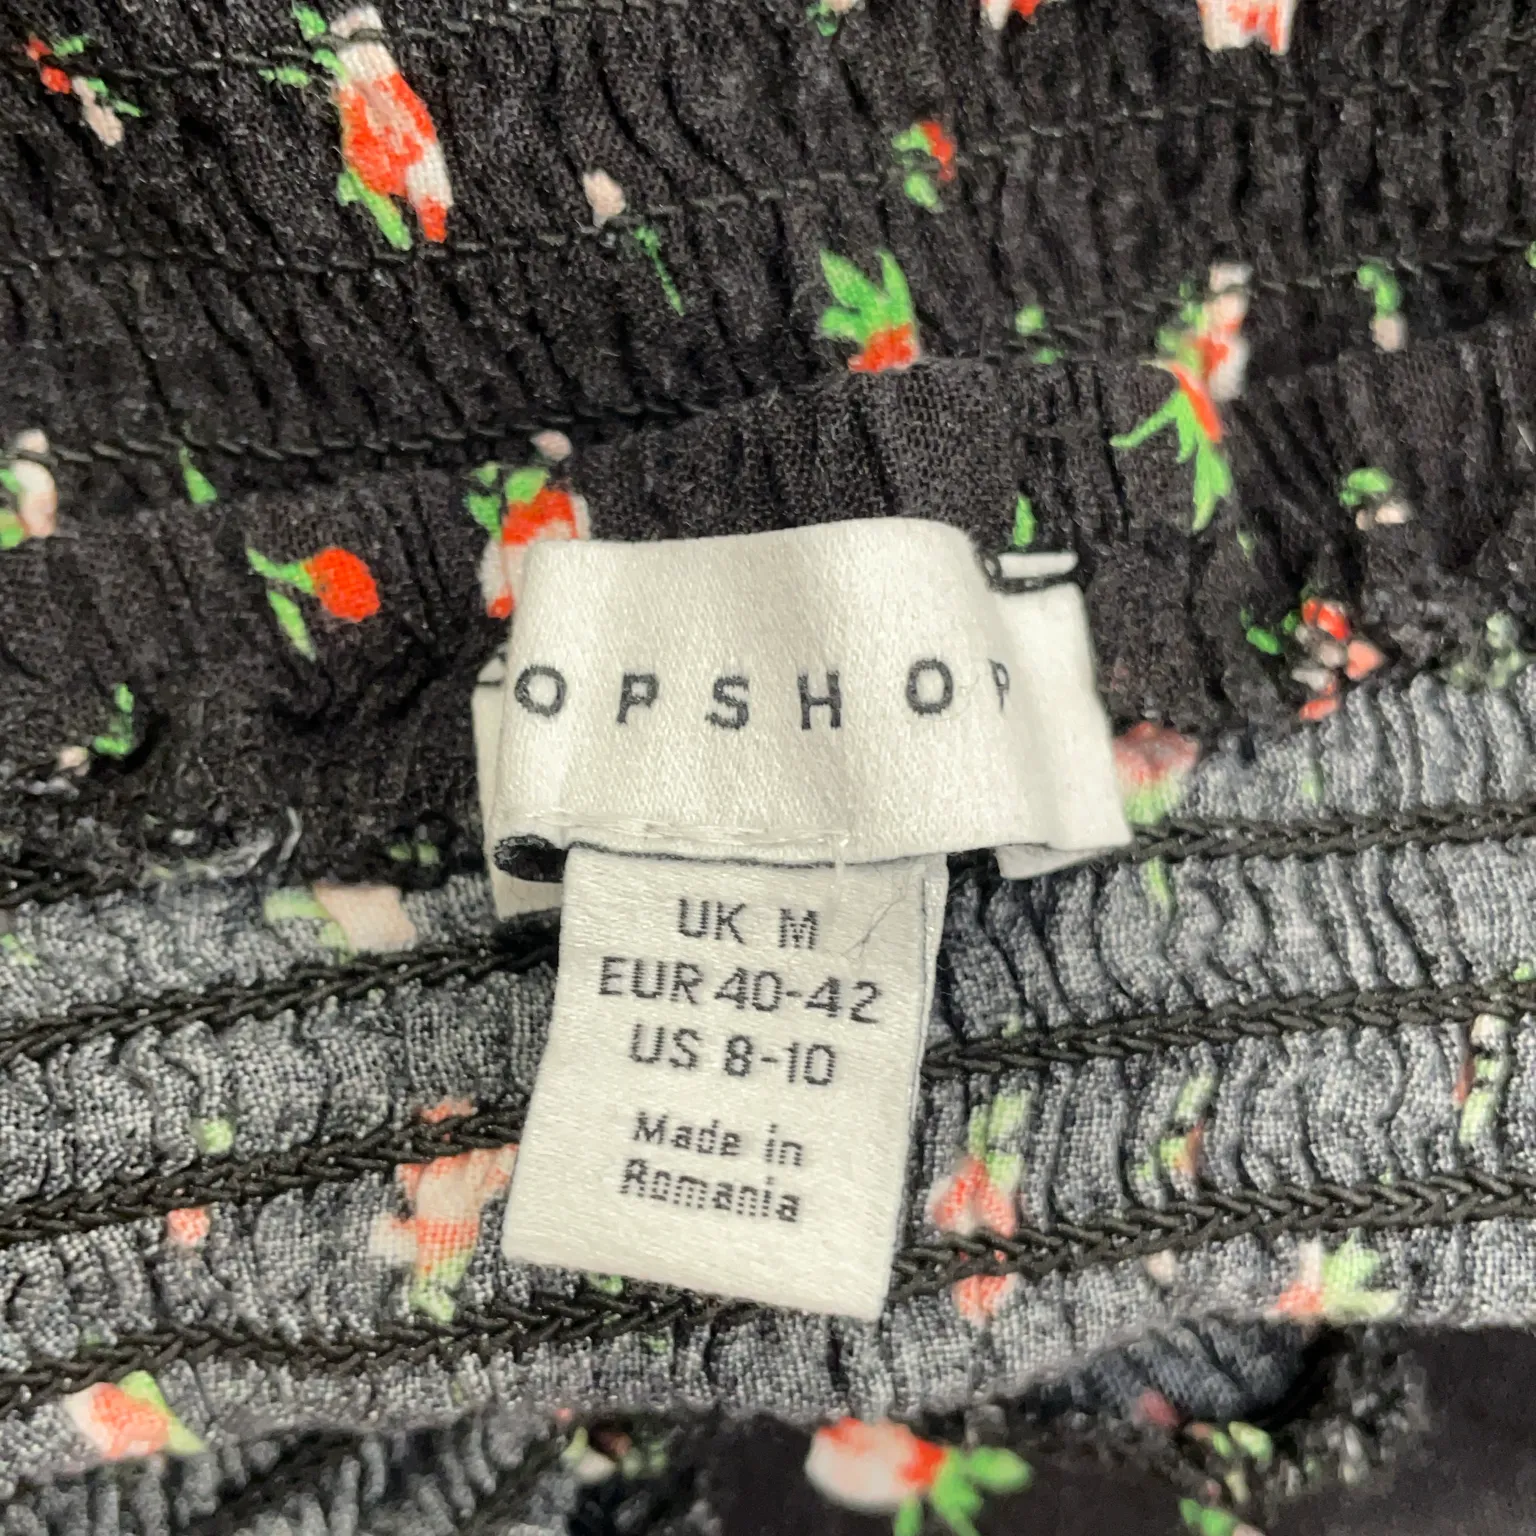 OPSHOP
UK M
EUR 40-42
US 8-10
Made in
Romania